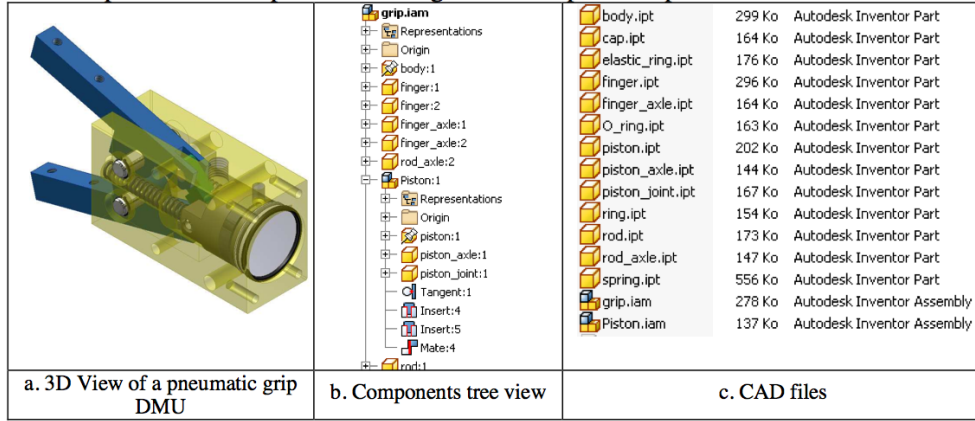 grip.iam
Representations
Origin
body:1
finger:1
finger:2
finger_axle:1
finger_axle:2
rod_axle:2
Piston:1
Representations
Origin
piston:1
piston_axle:1
piston_joint:1
Tangent:1
Insert:4
Insert:5
Mate:4
rod:1
body.ipt 299 Ko Autodesk Inventor Part
cap.ipt 164 Ko Autodesk Inventor Part
elastic_ring.ipt 176 Ko Autodesk Inventor Part
finger.ipt 296 Ko Autodesk Inventor Part
finger_axle.ipt 164 Ko Autodesk Inventor Part
O_ring.ipt 163 Ko Autodesk Inventor Part
piston.ipt 202 Ko Autodesk Inventor Part
piston_axle.ipt 144 Ko Autodesk Inventor Part
piston_joint.ipt 167 Ko Autodesk Inventor Part
ring.ipt 154 Ko Autodesk Inventor Part
rod.ipt 173 Ko Autodesk Inventor Part
rod_axle.ipt 147 Ko Autodesk Inventor Part
spring.ipt 556 Ko Autodesk Inventor Part
grip.iam 278 Ko Autodesk Inventor Assembly
Piston.iam 137 Ko Autodesk Inventor Assembly
a. 3D View of a pneumatic grip
DMU
b. Components tree view
c. CAD files